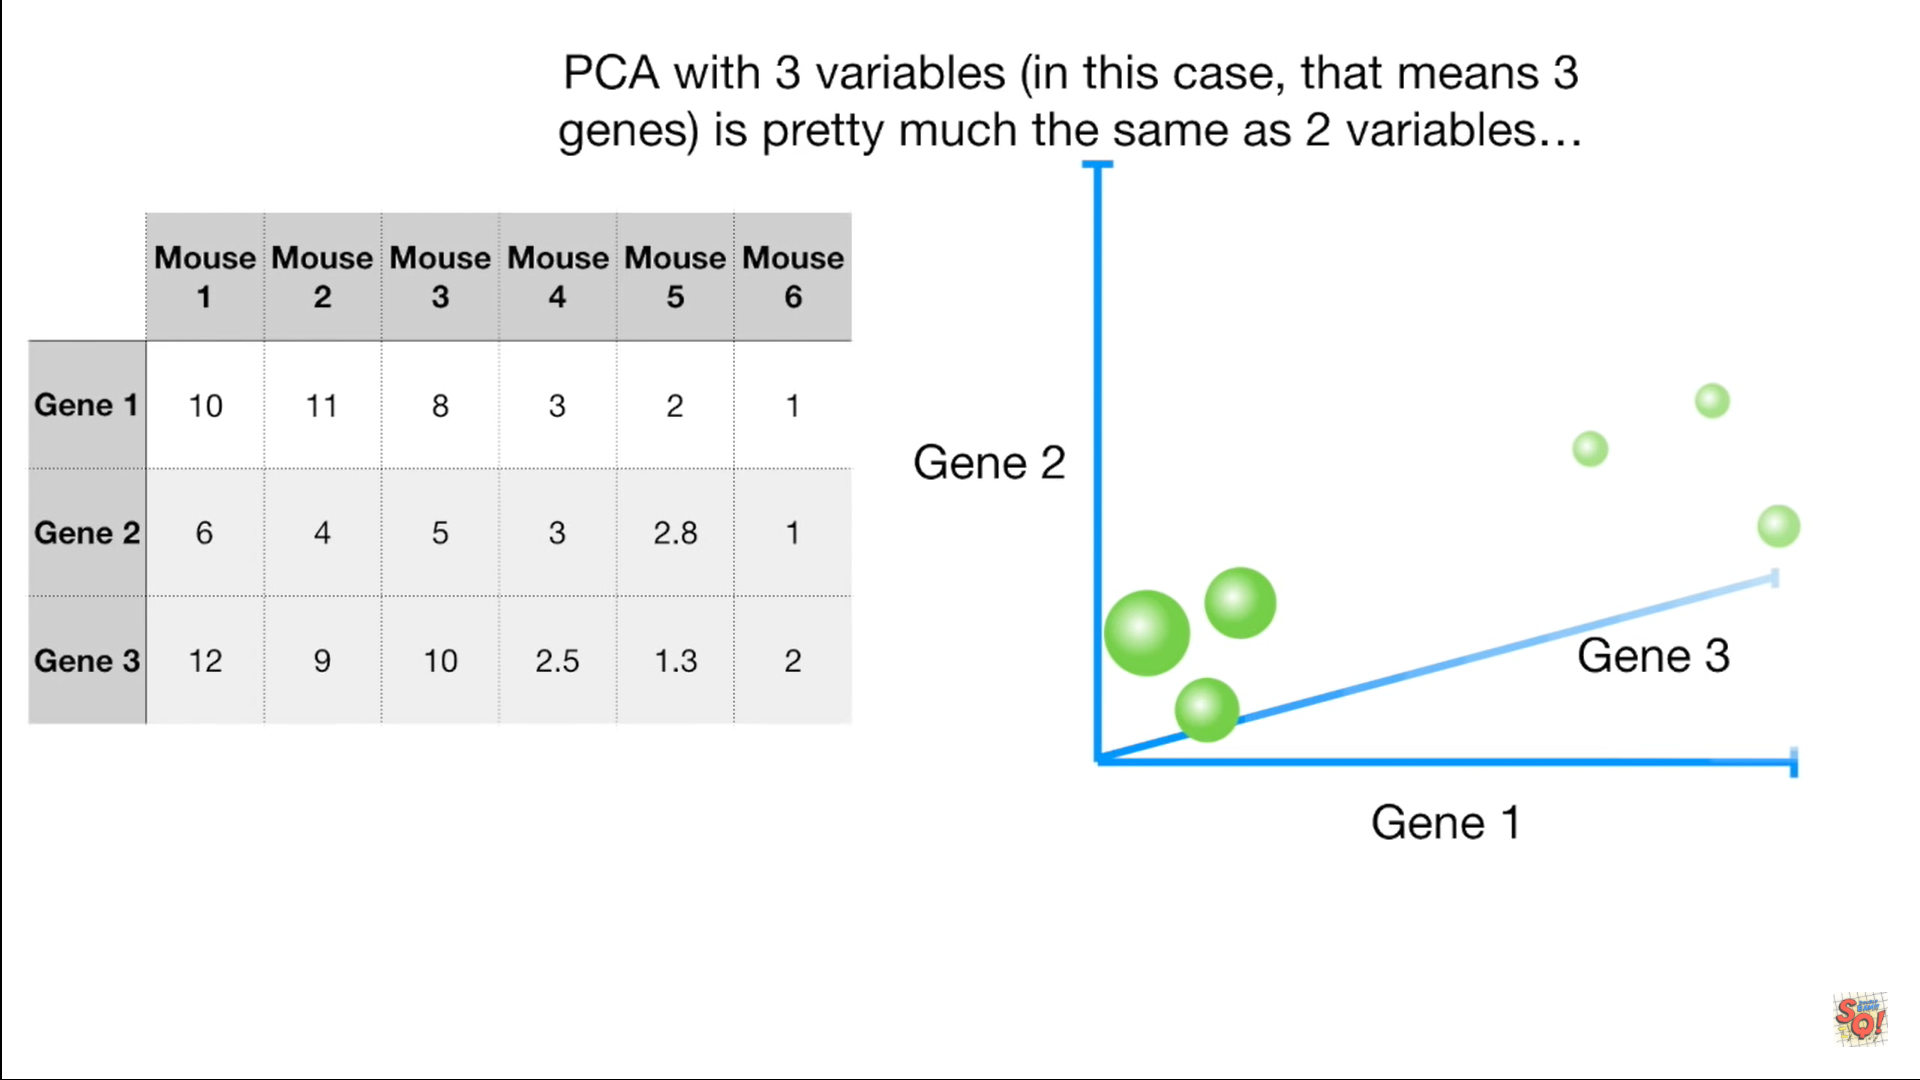 PCA with 3 variables (in this case, that means 3
genes) is pretty much the same as 2 variables…
Mouse 1 Mouse 2 Mouse 3 Mouse 4 Mouse 5 Mouse 6
Gene 1 10 11 8 3 2 1
Gene 2 6 4 5 3 2.8 1
Gene 3 12 9 10 2.5 1.3 2
Gene 2
Gene 3
Gene 1
SQ!